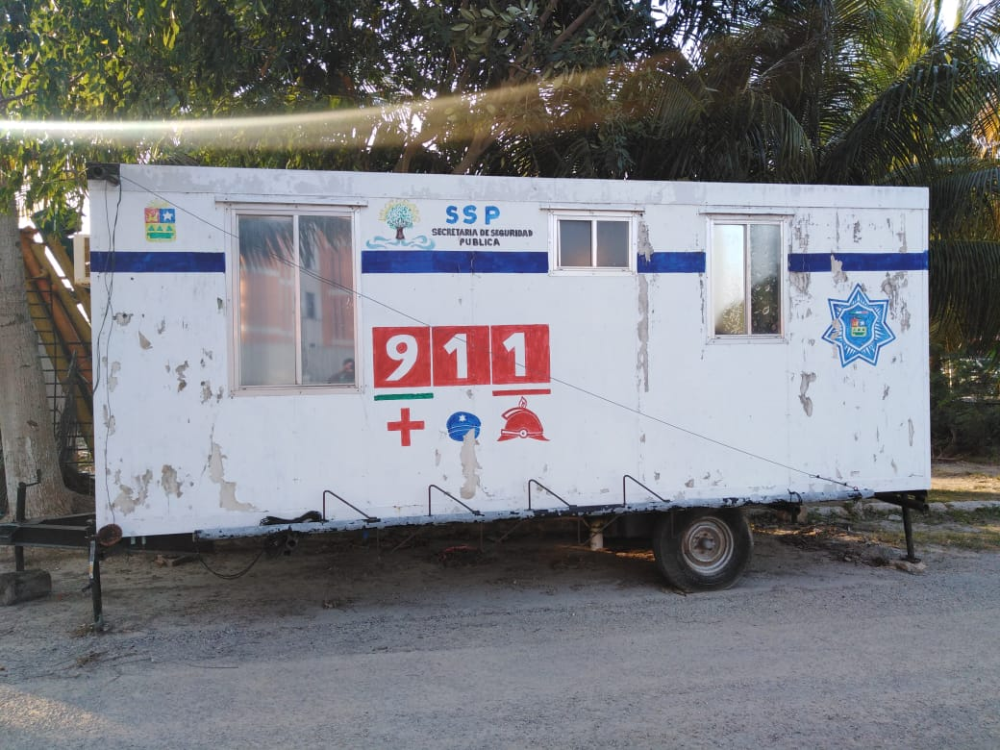 SSP
SECRETARIA DE SEGURIDAD
PUBLICA
911